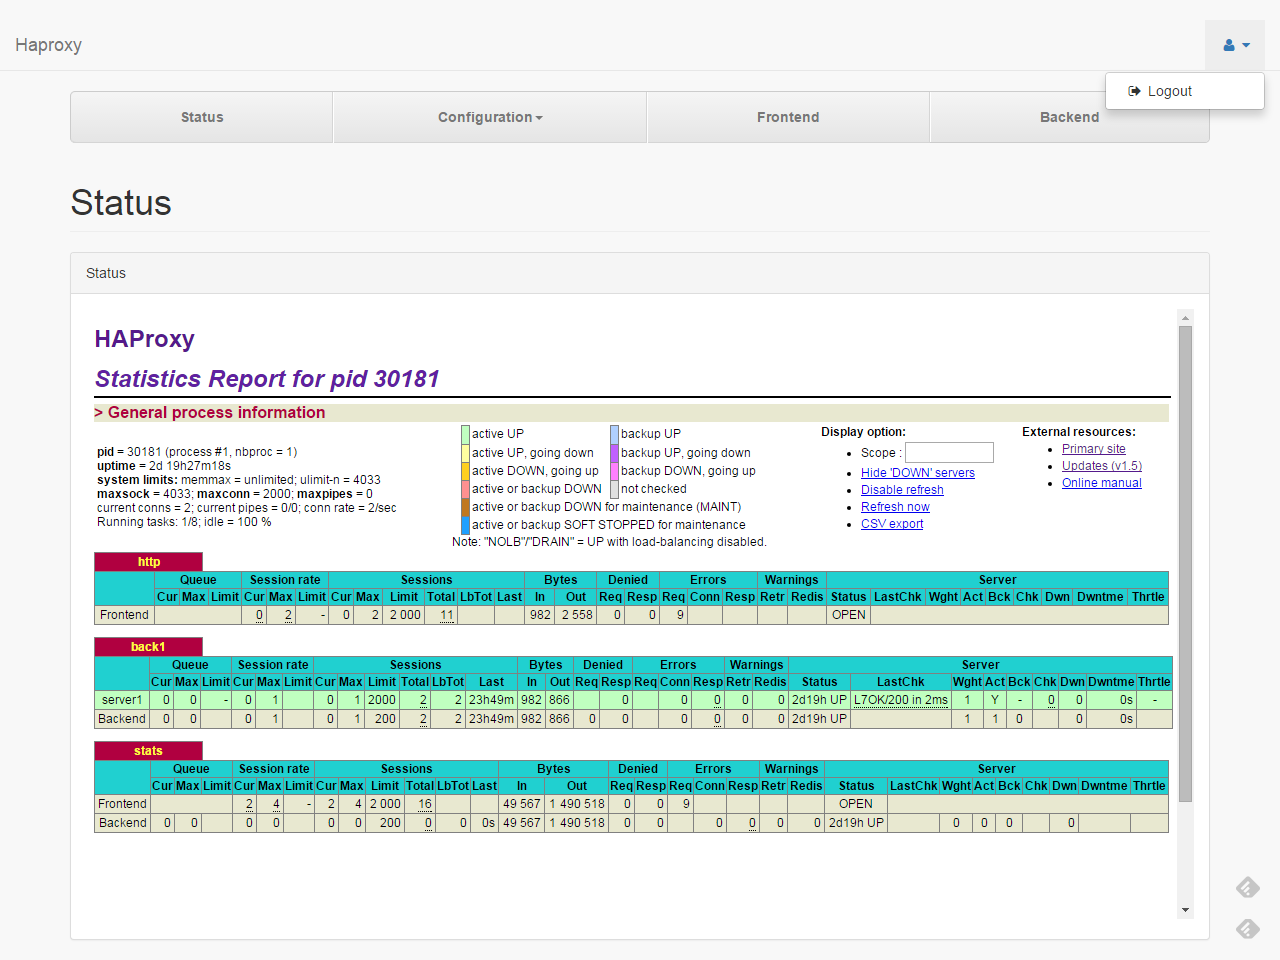 Haproxy
Logout
Status Configuration Frontend Backend
Status
Status
HAProxy
Statistics Report for pid 30181
> General process information
pid = 30181 (process #1, nbproc = 1)
uptime = 2d 19h27m18s
system limits: memmax = unlimited; ulimit-n = 4033
maxsock = 4033; maxconn = 2000; maxpipes = 0
current conns = 2; current pipes = 0/0; conn rate = 2/sec
Running tasks: 1/8; idle = 100 %
active UP backup UP
active UP, going down backup UP, going down
active DOWN, going up backup DOWN, going up
active or backup DOWN not checked
active or backup DOWN for maintenance (MAINT)
active or backup SOFT STOPPED for maintenance
Note: "NOLB"/"DRAIN" = UP with load-balancing disabled.
Display option:
Scope :
Hide 'DOWN' servers
Disable refresh
Refresh now
CSV export
External resources:
Primary site
Updates (v1.5)
Online manual
http
Queue Session rate Sessions Bytes Denied Errors Warnings Server
Cur Max Limit Cur Max Limit Cur Max Limit Total LbTot Last In Out Req Resp Req Conn Resp Retr Redis Status LastChk Wght Act Bck Chk Dwn Dwntme Thrtle
Frontend 0 2 - 0 2 2 000 11 982 2 558 0 0 9 OPEN
back1
Queue Session rate Sessions Bytes Denied Errors Warnings Server
Cur Max Limit Cur Max Limit Cur Max Limit Total LbTot Last In Out Req Resp Req Conn Resp Retr Redis Status LastChk Wght Act Bck Chk Dwn Dwntme Thrtle
server1 0 0 - 0 1 0 1 2000 2 2 23h49m 982 866 0 0 0 0 0 2d19h UP L7OK/200 in 2ms 1 Y - 0 0 0s -
Backend 0 0 0 1 0 1 200 2 2 23h49m 982 866 0 0 0 0 0 0 2d19h UP 1 1 0 0 0s
stats
Queue Session rate Sessions Bytes Denied Errors Warnings Server
Cur Max Limit Cur Max Limit Cur Max Limit Total LbTot Last In Out Req Resp Req Conn Resp Retr Redis Status LastChk Wght Act Bck Chk Dwn Dwntme Thrtle
Frontend 2 4 - 2 4 2 000 16 49 567 1 490 518 0 0 9 OPEN
Backend 0 0 0 0 0 0 200 0 0 0s 49 567 1 490 518 0 0 0 0 0 0 2d19h UP 0 0 0 0